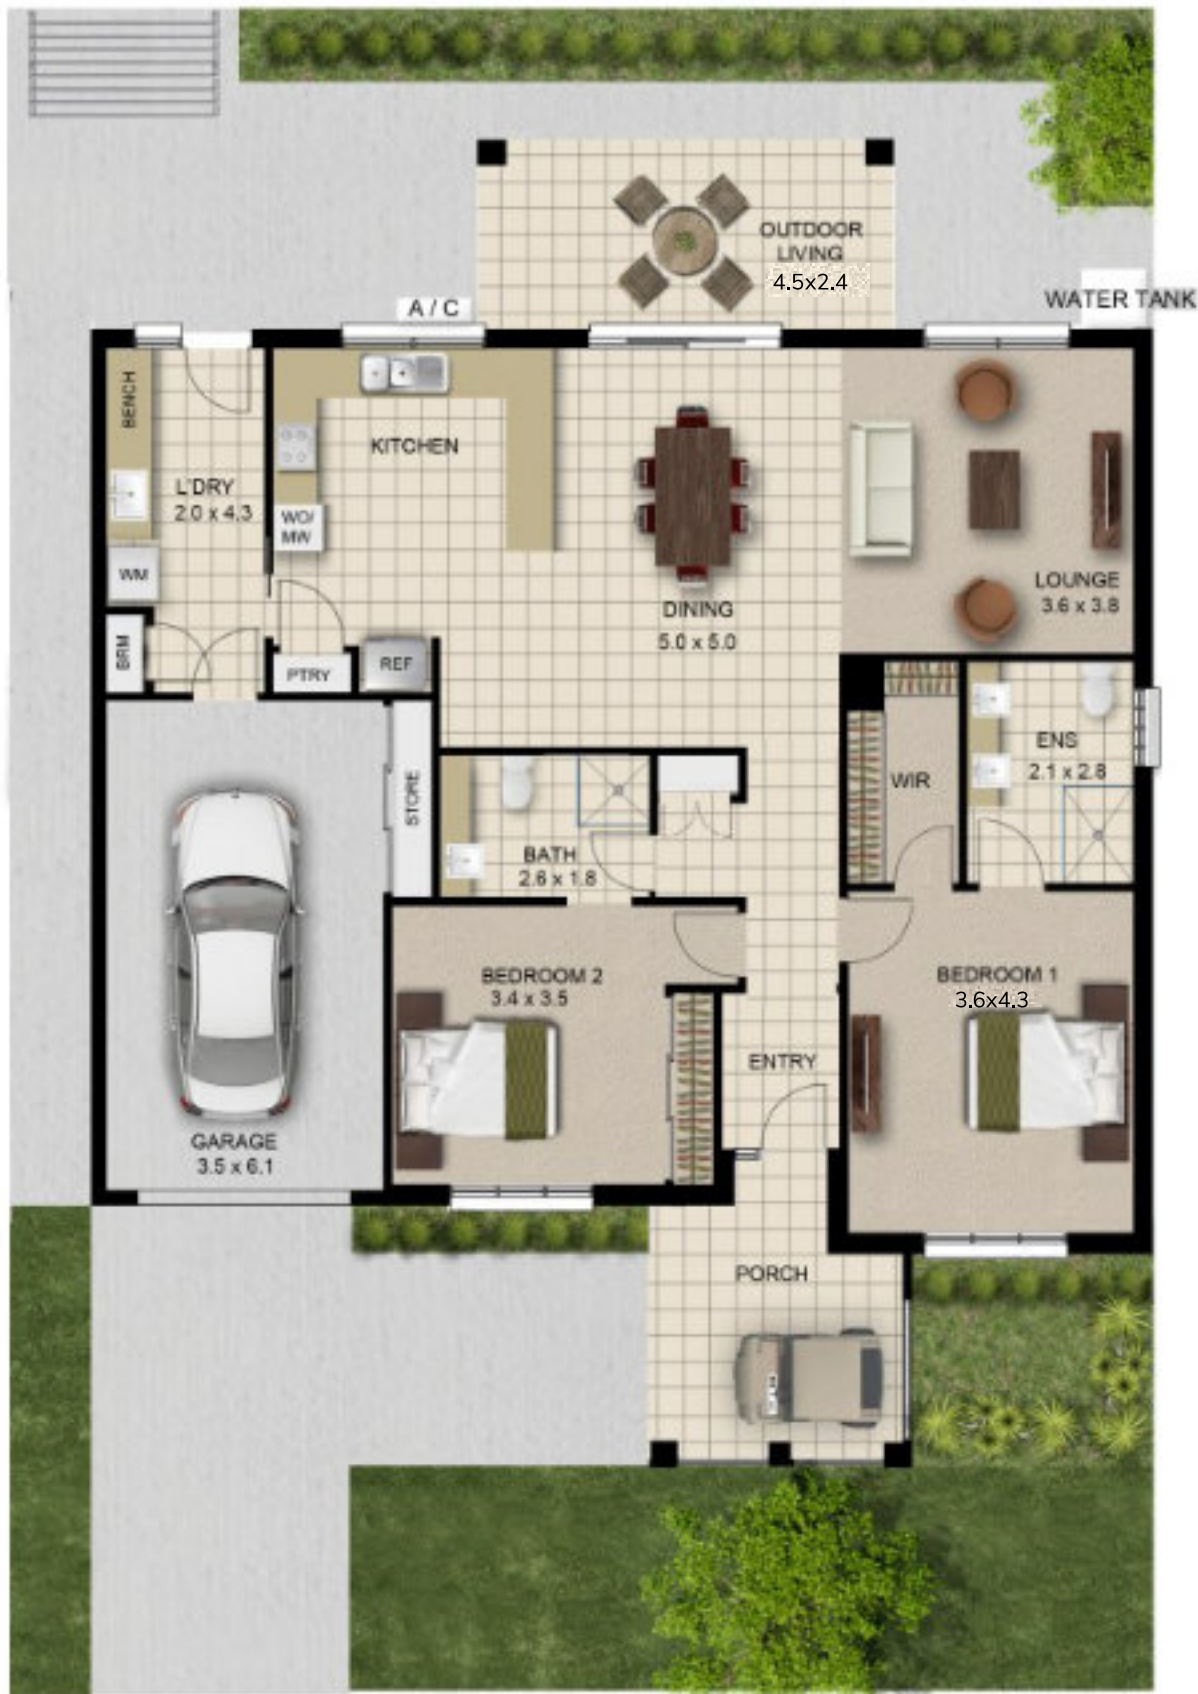 OUTDOOR
LIVING
4.5x2.4
WATER TANK
A / C
BENCH
KITCHEN
L'DRY
2.0 x 4.3
WO/
MW
WM
LOUNGE
3.6 x 3.8
DINING
5.0 x 5.0
BRM
PTRY
REF
ENS
2.1 x 2.8
WIR
STORE
BATH
2.6 x 1.8
BEDROOM 2
3.4 x 3.5
BEDROOM 1
3.6x4.3
ENTRY
GARAGE
3.5 x 6.1
PORCH